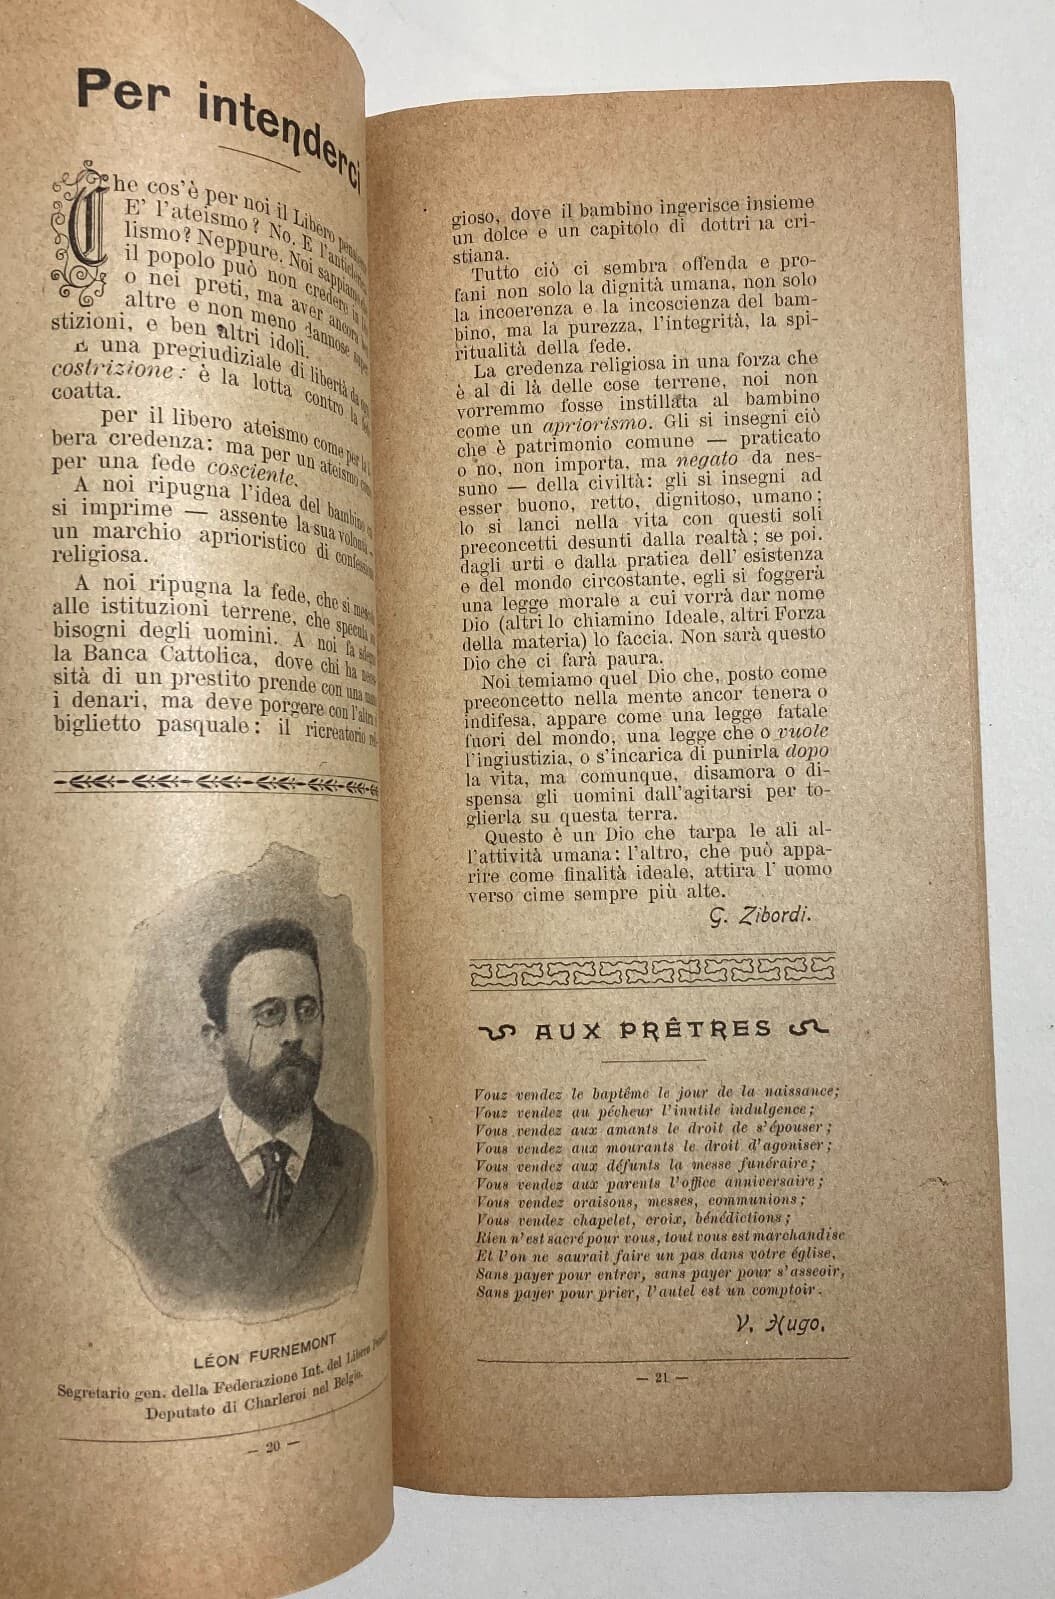 Per intenderci
Che cos'è per noi il Libero
E' l'ateismo? No. E l'anticleri
lismo? Neppure. Noi sappiamo
il popolo può non credere in
o nei preti, ma aver ancora
altre e non meno dannose super
stizioni, e ben altri idoli.
È una pregiudiziale di libertà da
costrizione: è la lotta contro la
coatta.
per il libero ateismo come per la
bera credenza: ma per un ateismo
per una fede cosciente.
A noi ripugna l'idea del bambino
si imprime — assente la sua volontà
un marchio aprioristico di confessione
religiosa.
A noi ripugna la fede, che si mescola
alle istituzioni terrene, che specula
bisogni degli uomini. A noi fa
la Banca Cattolica, dove chi ha neces-
sità di un prestito prende con una mano
i denari, ma deve porgere con l'altra
biglietto pasquale: il ricreatorio rel-
LÉON FURNEMONT
Segretario gen. della Federazione Int. del Libero
Deputato di Charleroi nel Belgio.
— 20 —
gioso, dove il bambino ingerisce insieme
un dolce e un capitolo di dottrina cri-
stiana.
Tutto ciò ci sembra offenda e pro-
fani non solo la dignità umana, non solo
la incoerenza e la incoscienza del bam-
bino, ma la purezza, l'integrità, la spi-
ritualità della fede.
La credenza religiosa in una forza che
è al di là delle cose terrene, noi non
vorremmo fosse instillata al bambino
come un apriorismo. Gli si insegni ciò
che è patrimonio comune — praticato
o no, non importa, ma negato da nes-
suno — della civiltà: gli si insegni ad
esser buono, retto, dignitoso, umano;
lo si lanci nella vita con questi soli
preconcetti desunti dalla realtà; se poi.
dagli urti e dalla pratica dell' esistenza
e del mondo circostante, egli si foggerà
una legge morale a cui vorrà dar nome
Dio (altri lo chiamino Ideale, altri Forza
della materia) lo faccia. Non sarà questo
Dio che ci farà paura.
Noi temiamo quel Dio che, posto come
preconcetto nella mente ancor tenera o
indifesa, appare come una legge fatale
fuori del mondo, una legge che o vuole
l'ingiustizia, o s'incarica di punirla dopo
la vita, ma comunque, disamora o di-
spensa gli uomini dall'agitarsi per to-
glierla su questa terra.
Questo è un Dio che tarpa le ali al-
l'attività umana: l'altro, che può appa-
rire come finalità ideale, attira l' uomo
verso cime sempre più alte.
G. Zibordi.
AUX PRÊTRES
Vouz vendez le baptême le jour de la naissance;
Vouz vendez au pécheur l'inutile indulgence;
Vous vendez aux amants le droit de s'épouser;
Vous vendez aux mourants le droit d'agoniser;
Vous vendez aux défunts la messe funéraire;
Vous vendez aux parents l'office anniversaire;
Vous vendez oraisons, messes, communions;
Vous vendez chapelet, croix, bénédictions;
Rien n'est sacré pour vous, tout vous est marchandise
Et l'on ne saurait faire un pas dans votre église,
Sans payer pour entrer, sans payer pour s'asseoir,
Sans payer pour prier, l'autel est un comptoir.
V. Hugo.
— 21 —